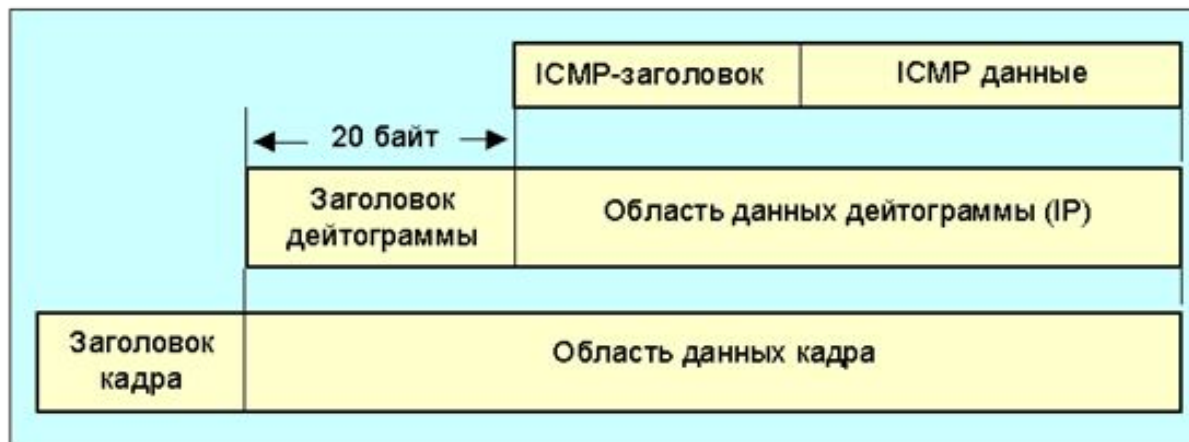 ICMP-заголовок
ICMP данные
20 байт
Заголовок
дейтограммы
Область данных дейтограммы (IP)
Заголовок
кадра
Область данных кадра